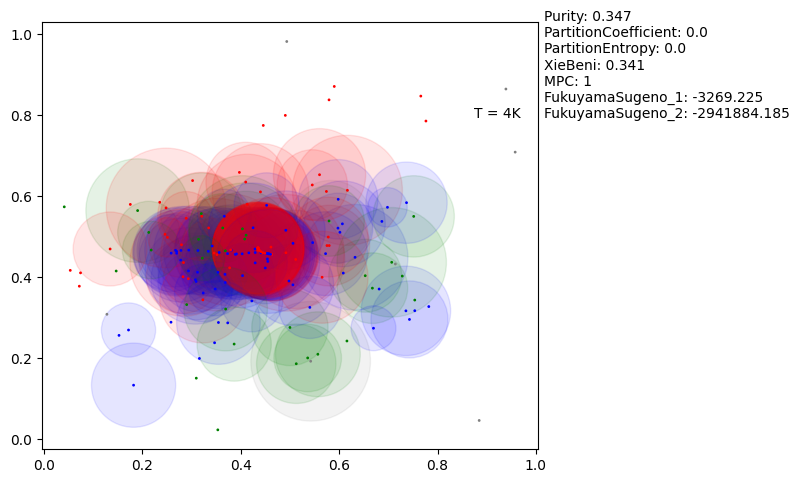 Purity: 0.347
PartitionCoefficient: 0.0
PartitionEntropy: 0.0
XieBeni: 0.341
MPC: 1
FukuyamaSugeno_1: -3269.225
FukuyamaSugeno_2: -2941884.185
T = 4K
1.0
0.8
0.6
0.4
0.2
0.0
0.0 0.2 0.4 0.6 0.8 1.0